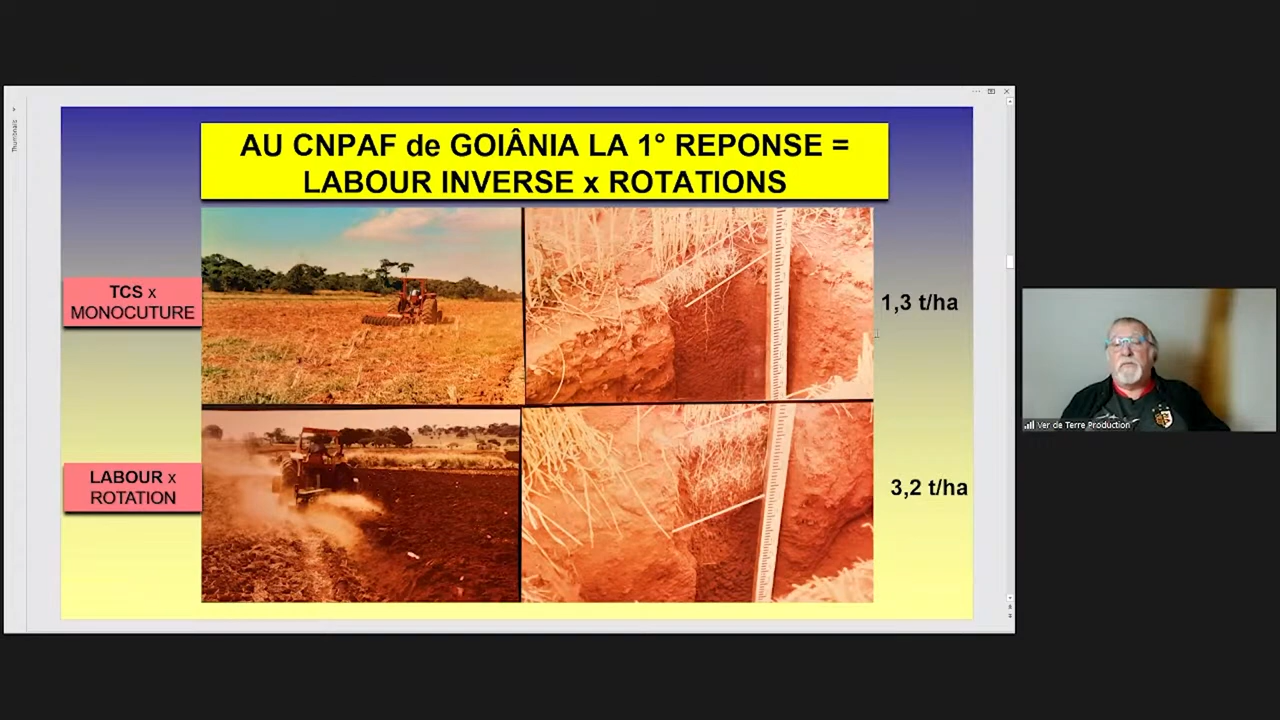 Thumbnails
AU CNPAF de GOIÂNIA LA 1° REPONSE =
LABOUR INVERSE x ROTATIONS
TCS x
MONOCUTURE
1,3 t/ha
LABOUR x
ROTATION
3,2 t/ha
Ver de Terre Production